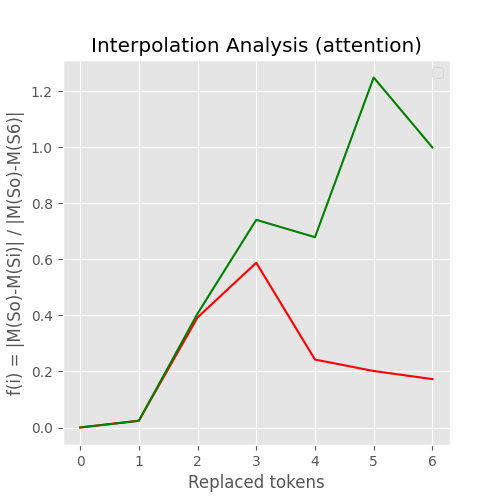 Interpolation Analysis (attention)
f(i) = |M(So)-M(Si)| / |M(So)-M(S6)|
1.2
1.0
0.8
0.6
0.4
0.2
0.0
0 1 2 3 4 5 6
Replaced tokens